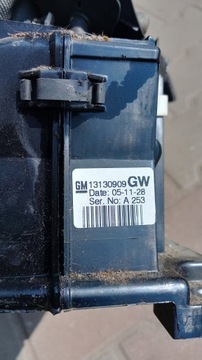 GM 13130909 GW
Date: 05-11-28
Ser. No: A 253